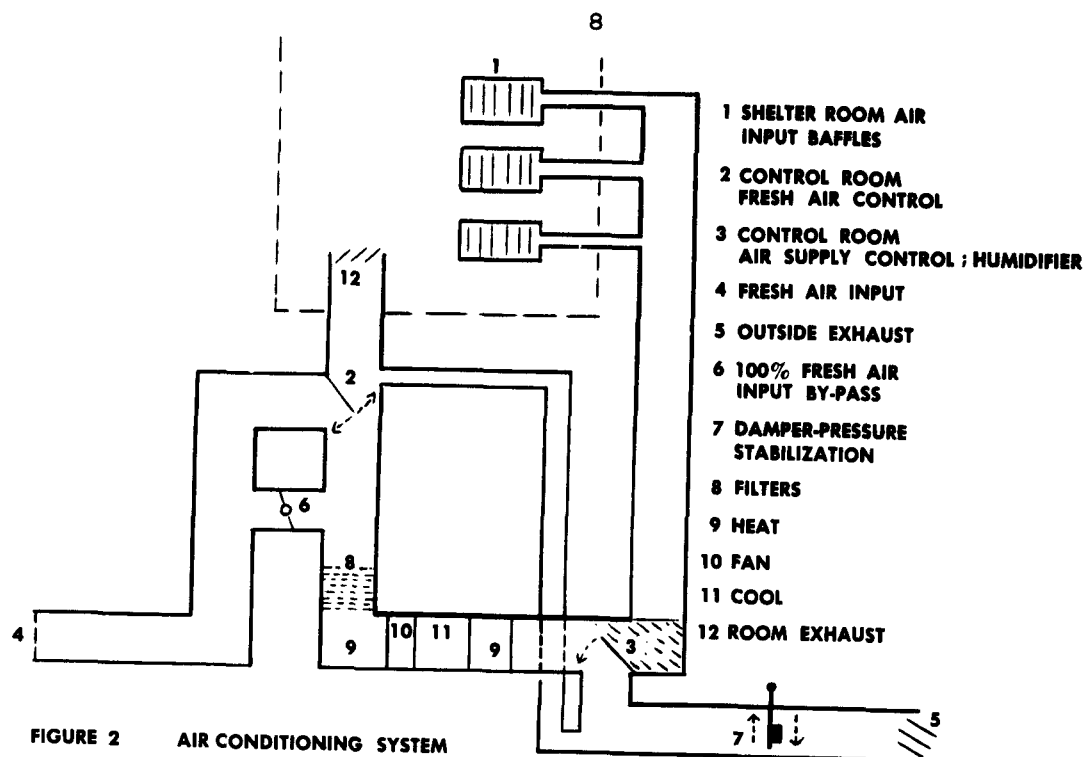 8
1
1 SHELTER ROOM AIR
INPUT BAFFLES
2 CONTROL ROOM
FRESH AIR CONTROL
3 CONTROL ROOM
AIR SUPPLY CONTROL ; HUMIDIFIER
4 FRESH AIR INPUT
5 OUTSIDE EXHAUST
6 100% FRESH AIR
INPUT BY-PASS
7 DAMPER-PRESSURE
STABILIZATION
8 FILTERS
9 HEAT
10 FAN
11 COOL
12 ROOM EXHAUST
12
2
6
8
4
9
10
11
9
3
7
5
FIGURE 2 AIR CONDITIONING SYSTEM